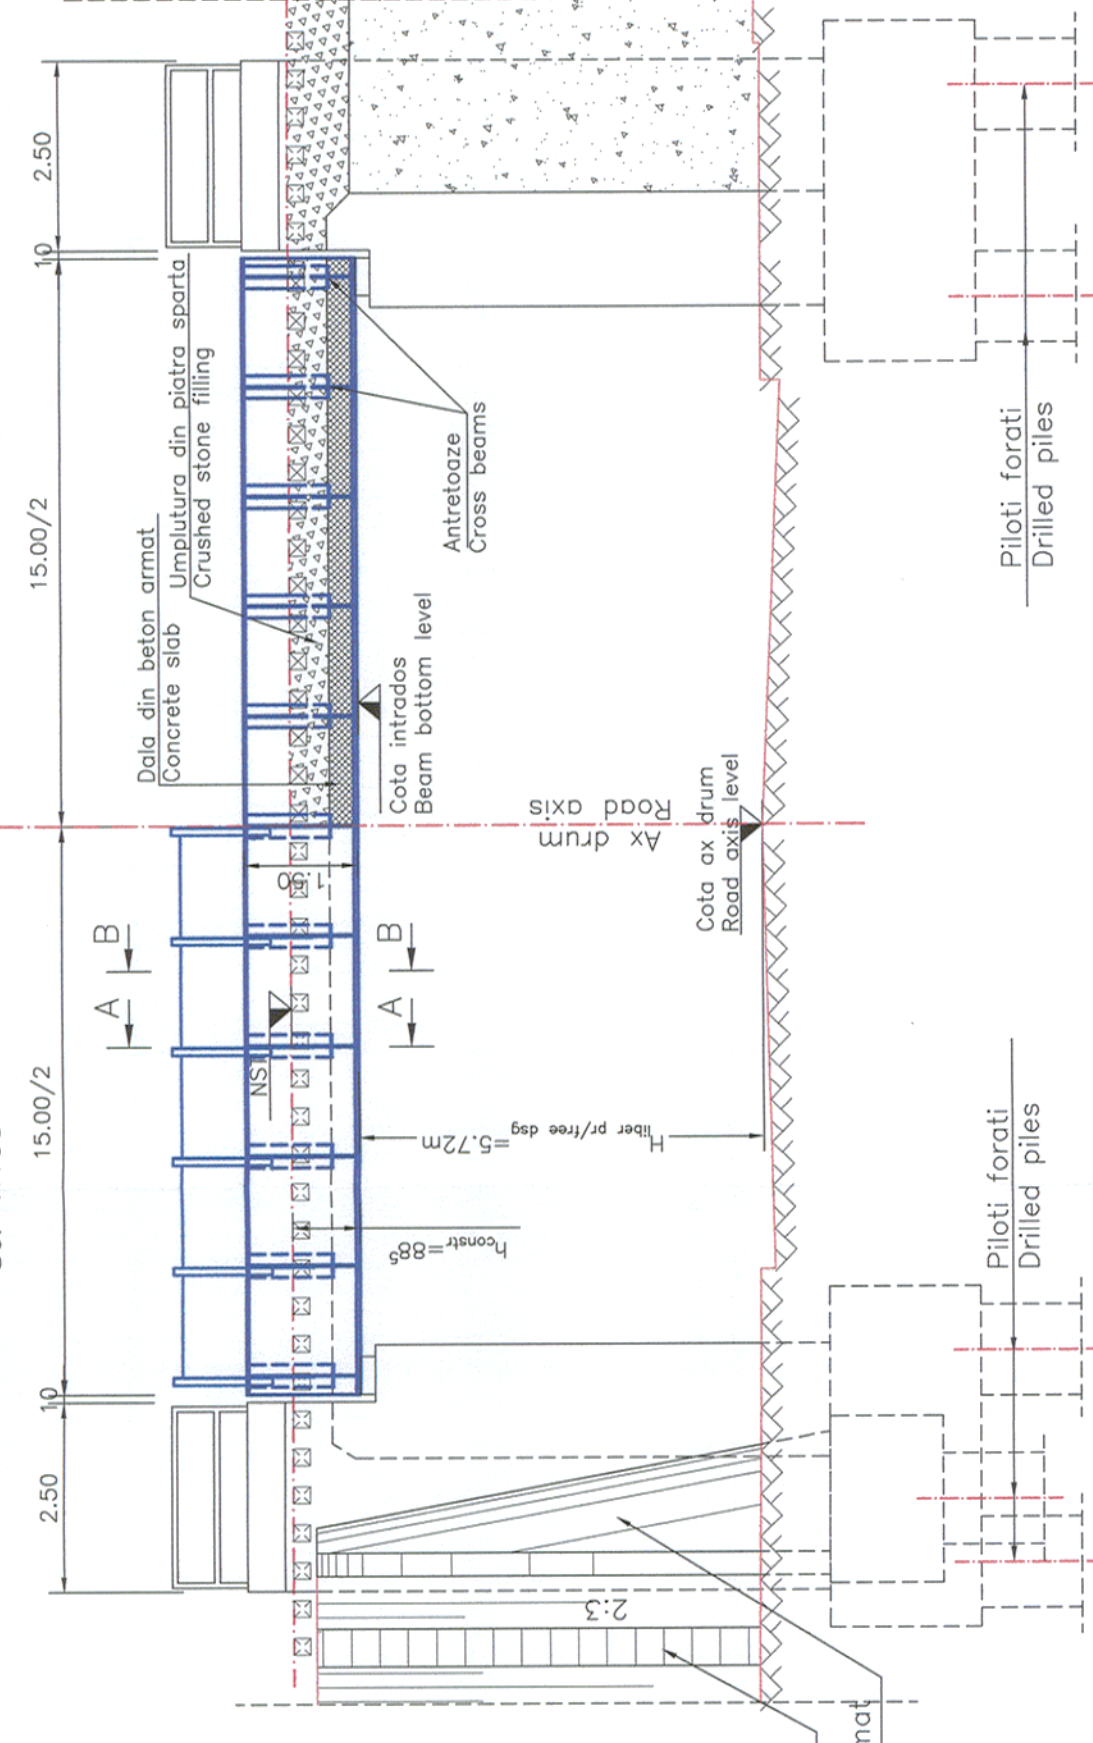 2.50
10
15.00/2
15.00/2
10
2.50
Dala din beton armat
Concrete slab
Umplutura din piatra sparta
Crushed stone filling
Antretoaze
Cross beams
Cota intrados
Beam bottom level
B
B
A
A
NST
1.50
Ax drum
Road axis
Cota ax drum
Road axis level
H liber pr/free dsg =5.72m
hconstr=88⁵
2:3
Piloti forati
Drilled piles
Piloti forati
Drilled piles
mat